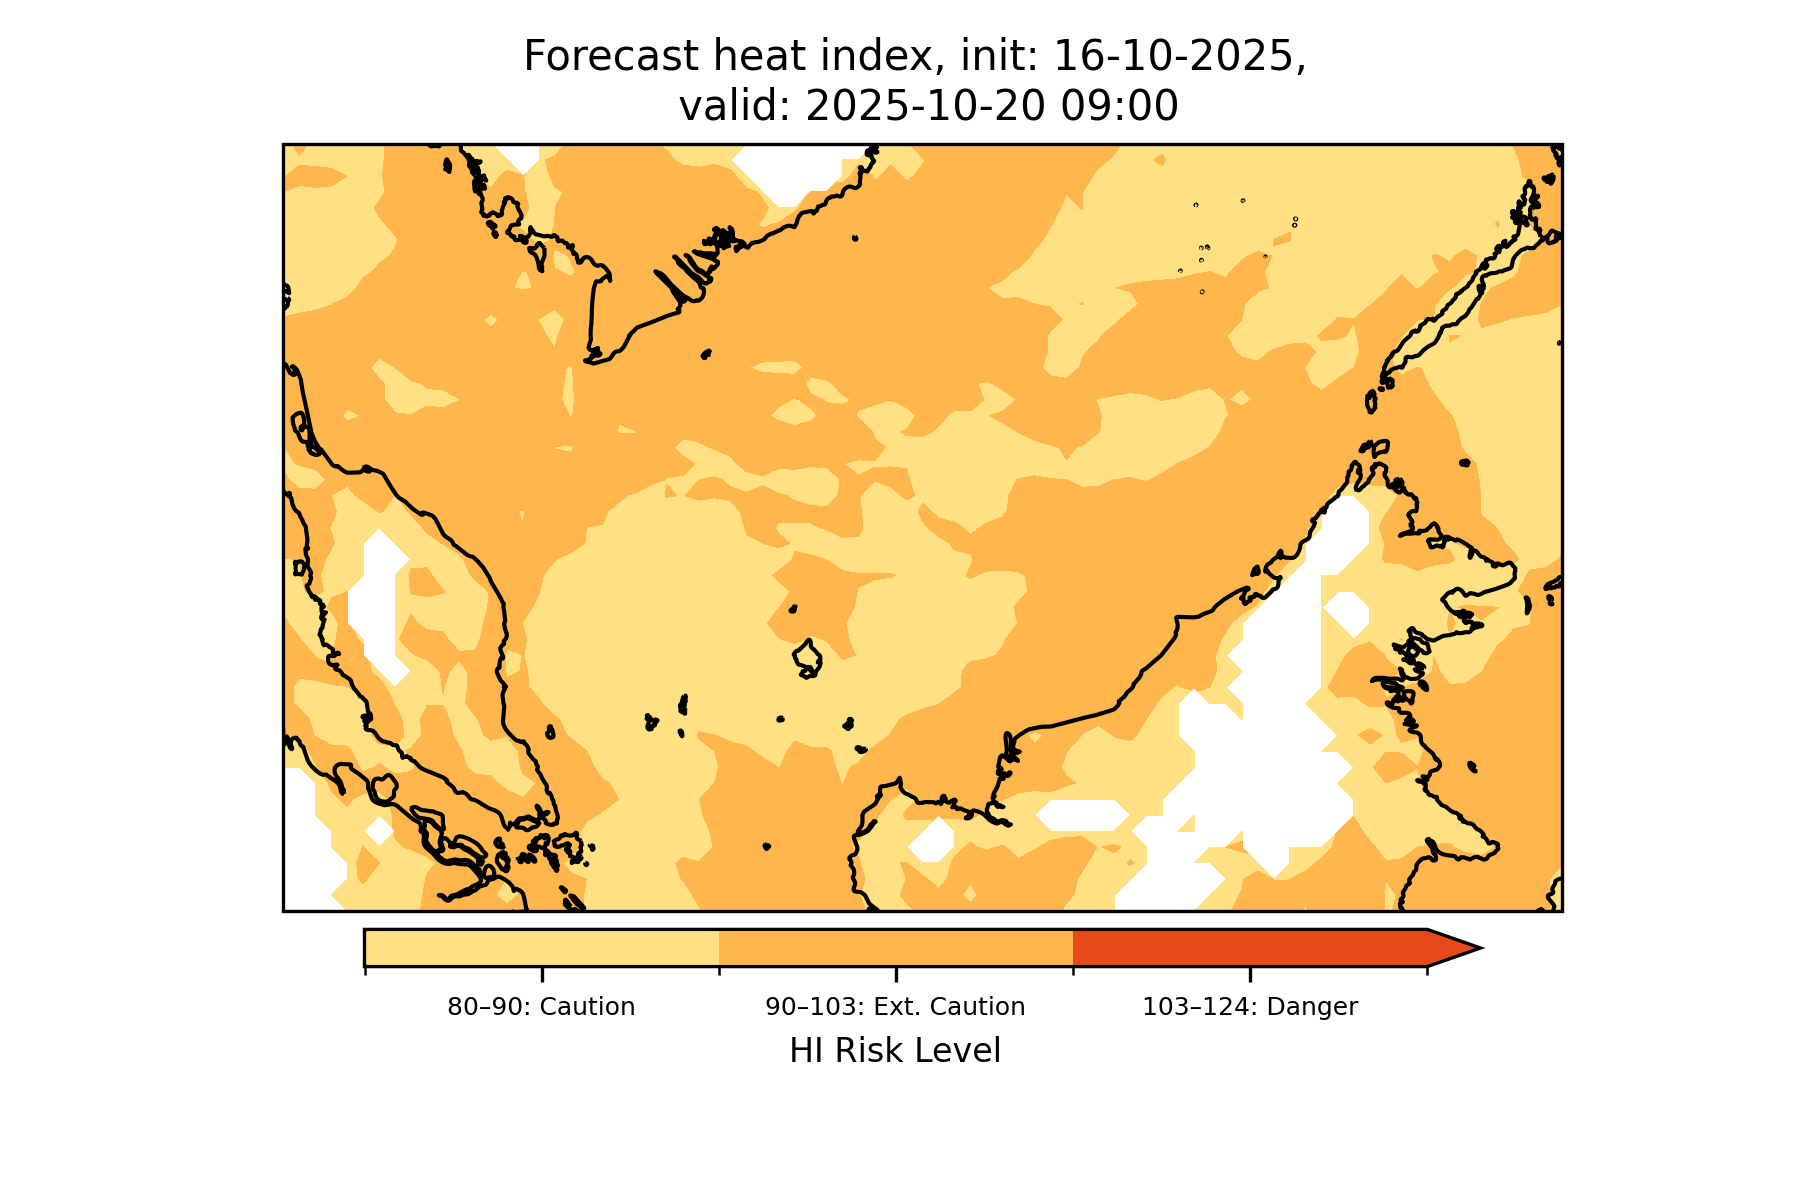 Forecast heat index, init: 16-10-2025,
valid: 2025-10-20 09:00
80–90: Caution
90–103: Ext. Caution
103–124: Danger
HI Risk Level